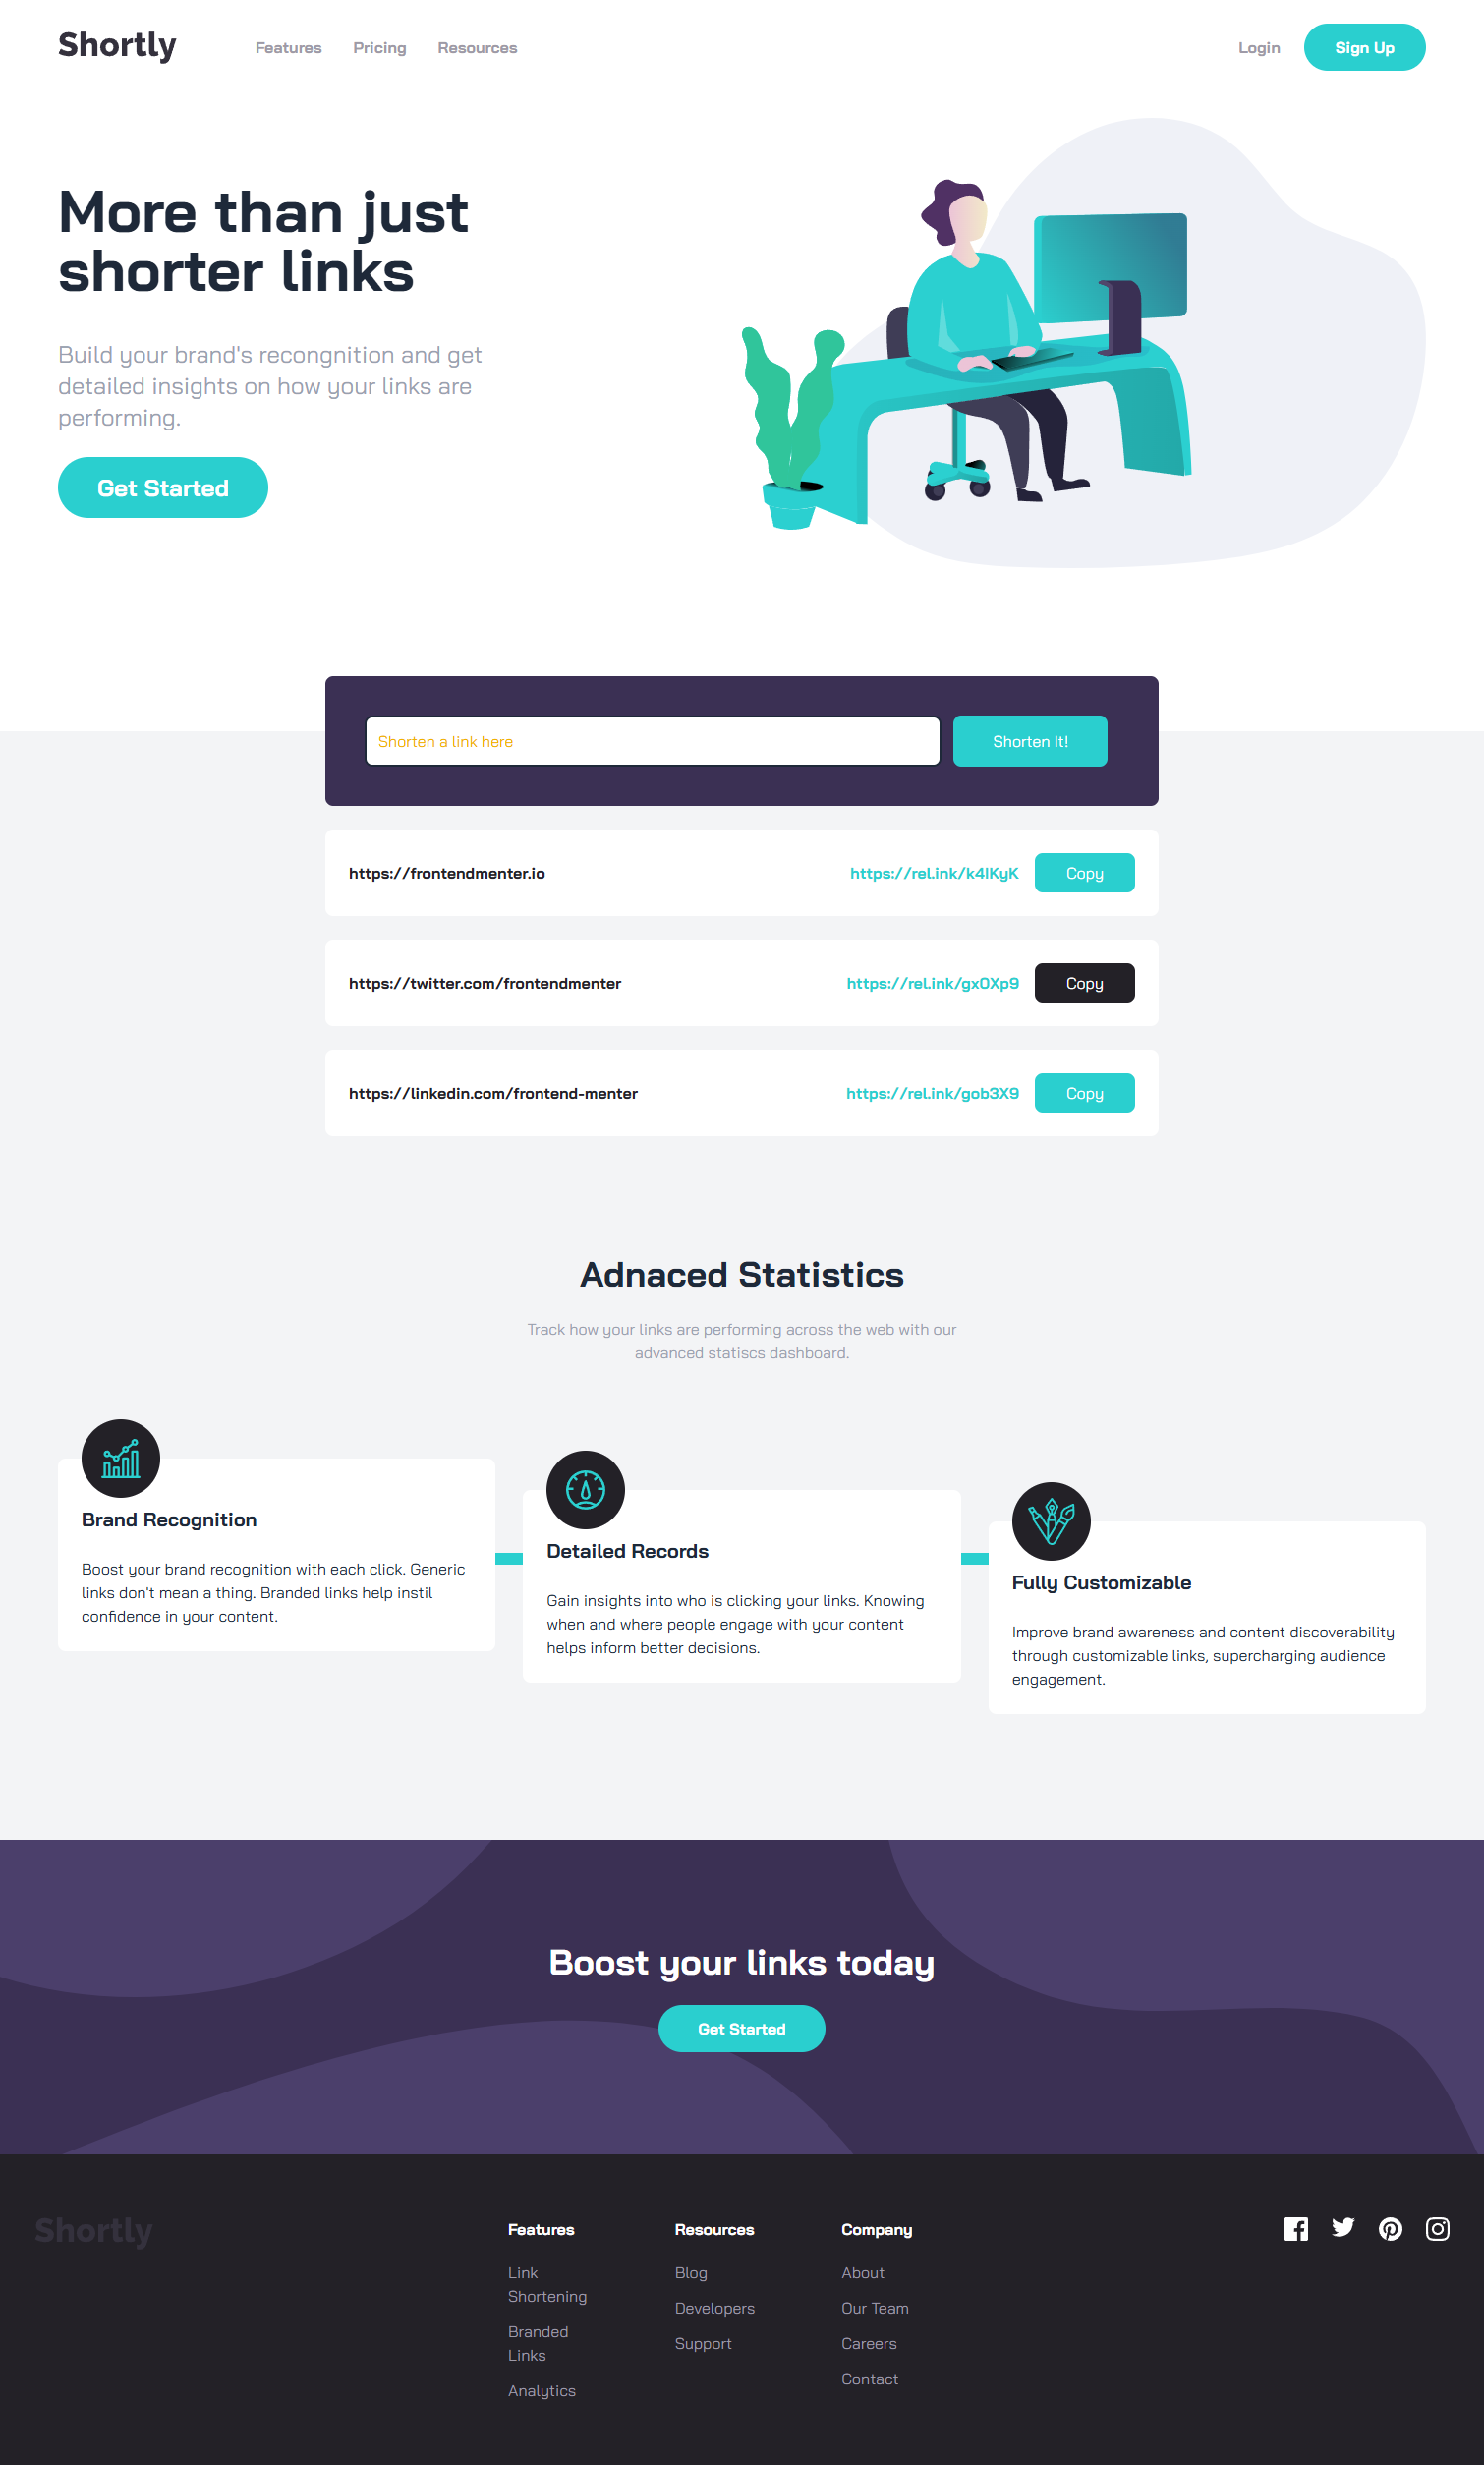 Shortly
Features
Pricing
Resources
Login
Sign Up
More than just
shorter links
Build your brand's recongnition and get
detailed insights on how your links are
performing.
Get Started
Shorten a link here
Shorten It!
https://frontendmenter.io
https://rel.ink/k4IKyK
Copy
https://twitter.com/frontendmenter
https://rel.ink/gxOXp9
Copy
https://linkedin.com/frontend-menter
https://rel.ink/gob3X9
Copy
Adnaced Statistics
Track how your links are performing across the web with our
advanced statiscs dashboard.
Brand Recognition
Boost your brand recognition with each click. Generic
links don't mean a thing. Branded links help instil
confidence in your content.
Detailed Records
Gain insights into who is clicking your links. Knowing
when and where people engage with your content
helps inform better decisions.
Fully Customizable
Improve brand awareness and content discoverability
through customizable links, supercharging audience
engagement.
Boost your links today
Get Started
Shortly
Features
Link
Shortening
Branded
Links
Analytics
Resources
Blog
Developers
Support
Company
About
Our Team
Careers
Contact